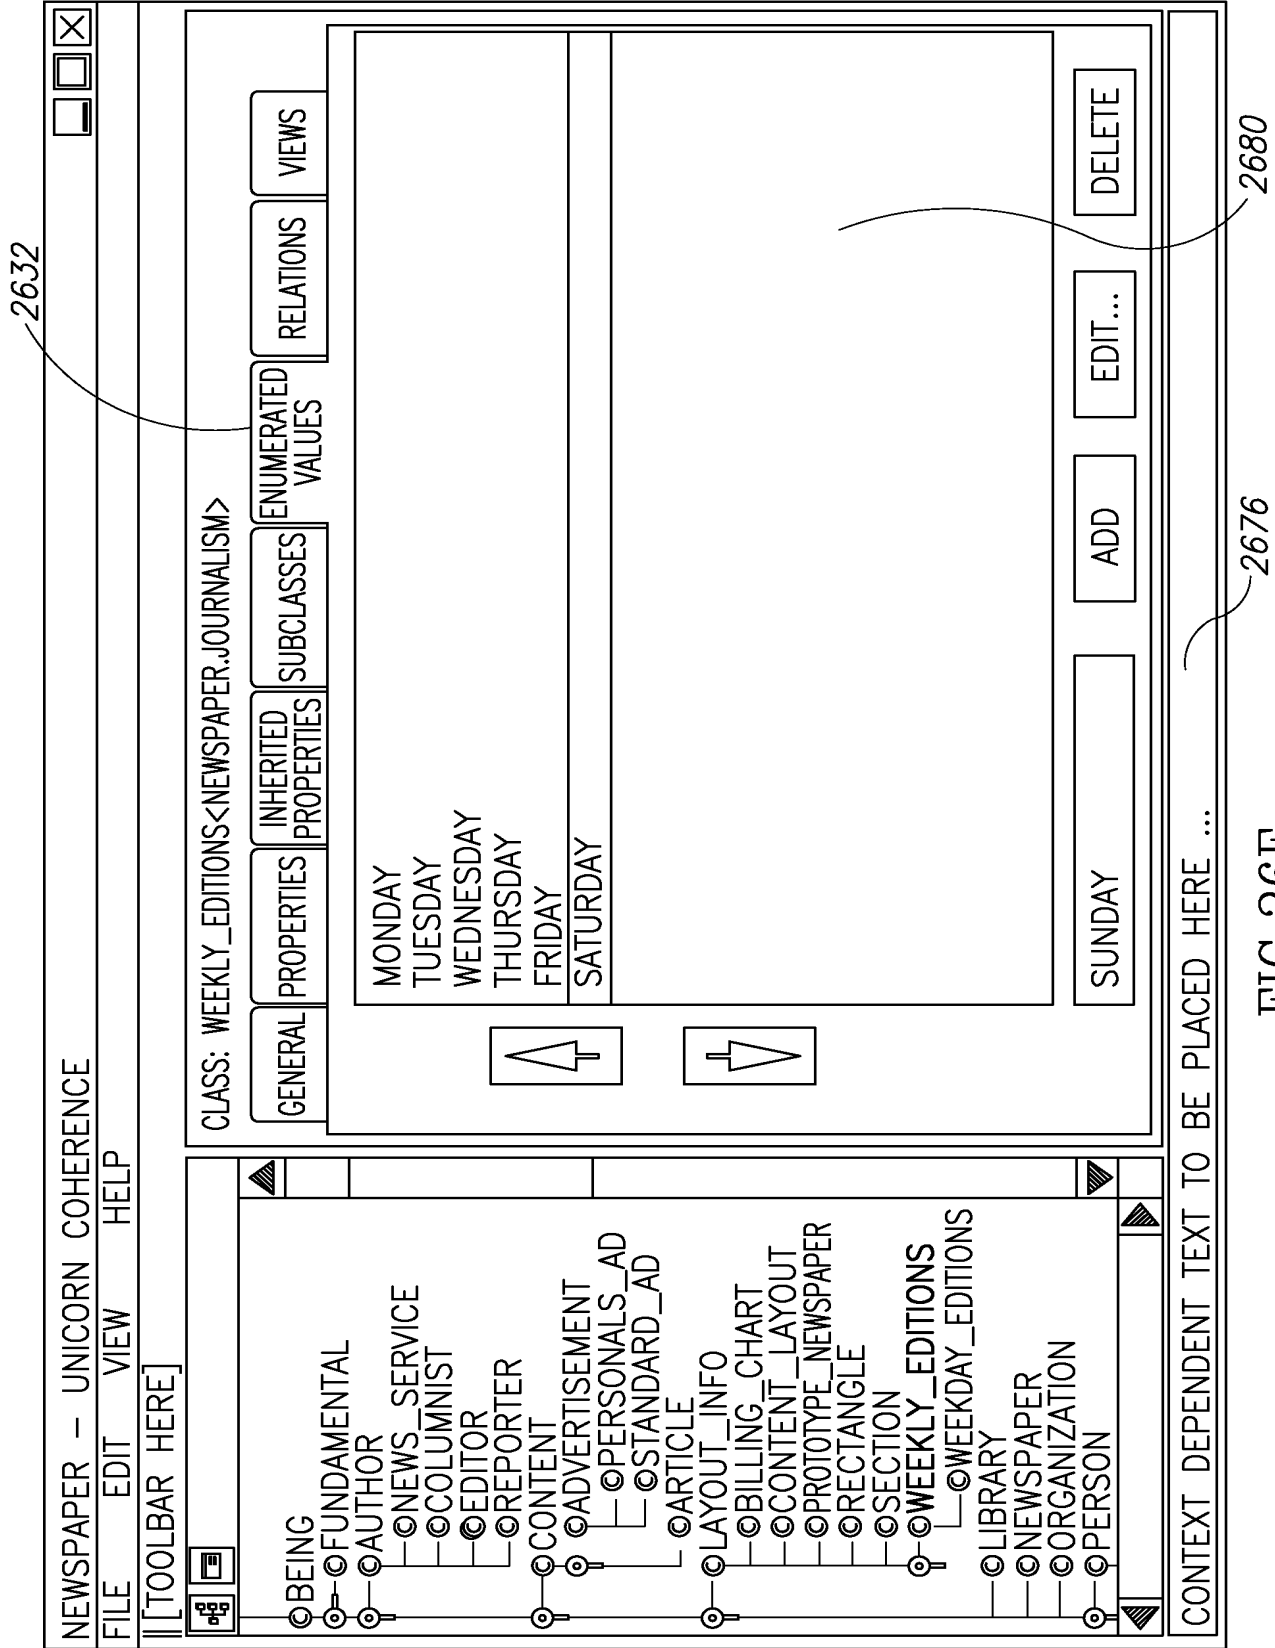 2632
NEWSPAPER – UNICORN COHERENCE
FILE EDIT VIEW HELP
[TOOLBAR HERE]
BEING
FUNDAMENTAL
AUTHOR
NEWS_SERVICE
COLUMNIST
EDITOR
REPORTER
CONTENT
ADVERTISEMENT
PERSONALS_AD
STANDARD_AD
ARTICLE
LAYOUT_INFO
BILLING_CHART
CONTENT_LAYOUT
PROTOTYPE_NEWSPAPER
RECTANGLE
SECTION
WEEKLY_EDITIONS
WEEKDAY_EDITIONS
LIBRARY
NEWSPAPER
ORGANIZATION
PERSON
CLASS: WEEKLY_EDITIONS<NEWSPAPER.JOURNALISM>
GENERAL
PROPERTIES
INHERITED
PROPERTIES
SUBCLASSES
ENUMERATED
VALUES
RELATIONS
VIEWS
MONDAY
TUESDAY
WEDNESDAY
THURSDAY
FRIDAY
SATURDAY
SUNDAY
ADD
EDIT...
DELETE
CONTEXT DEPENDENT TEXT TO BE PLACED HERE ...
2676
2680